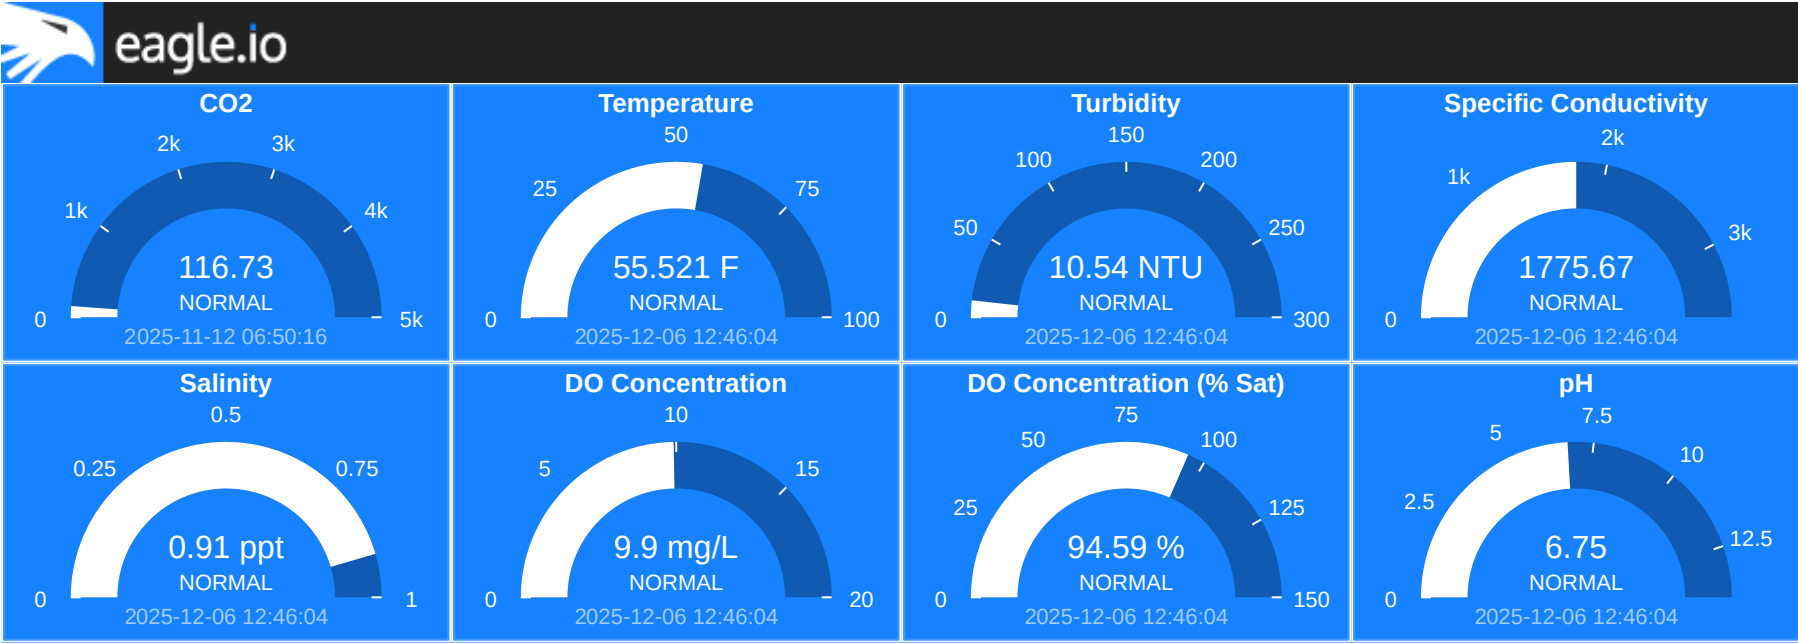 eagle.io
CO2
2k
3k
1k
4k
116.73
NORMAL
0
5k
2025-11-12 06:50:16
Temperature
50
25
75
55.521 F
NORMAL
0
100
2025-12-06 12:46:04
Turbidity
150
100
200
50
250
10.54 NTU
NORMAL
0
300
2025-12-06 12:46:04
Specific Conductivity
2k
1k
3k
1775.67
NORMAL
0
2025-12-06 12:46:04
Salinity
0.5
0.25
0.75
0.91 ppt
NORMAL
0
1
2025-12-06 12:46:04
DO Concentration
10
5
15
9.9 mg/L
NORMAL
0
20
2025-12-06 12:46:04
DO Concentration (% Sat)
75
50
100
25
125
94.59 %
NORMAL
0
150
2025-12-06 12:46:04
pH
7.5
5
10
2.5
12.5
6.75
NORMAL
0
2025-12-06 12:46:04